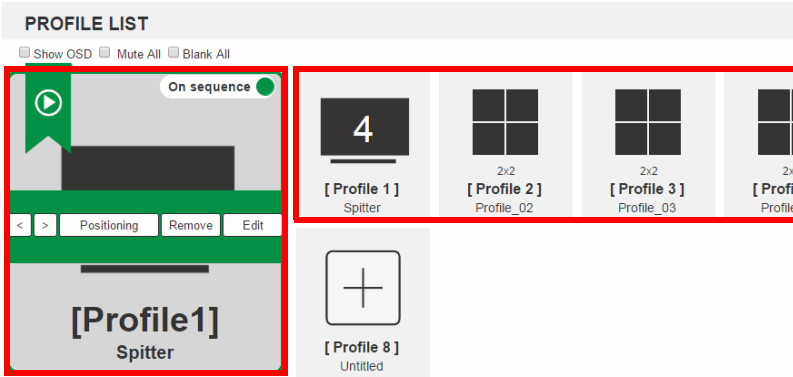 PROFILE LIST
Show OSD Mute All Blank All
On sequence
< > Positioning Remove Edit
[Profile1]
Spitter
4
[ Profile 1 ]
Spitter
2x2
[ Profile 2 ]
Profile_02
2x2
[ Profile 3 ]
Profile_03
[ Profile 8 ]
Untitled